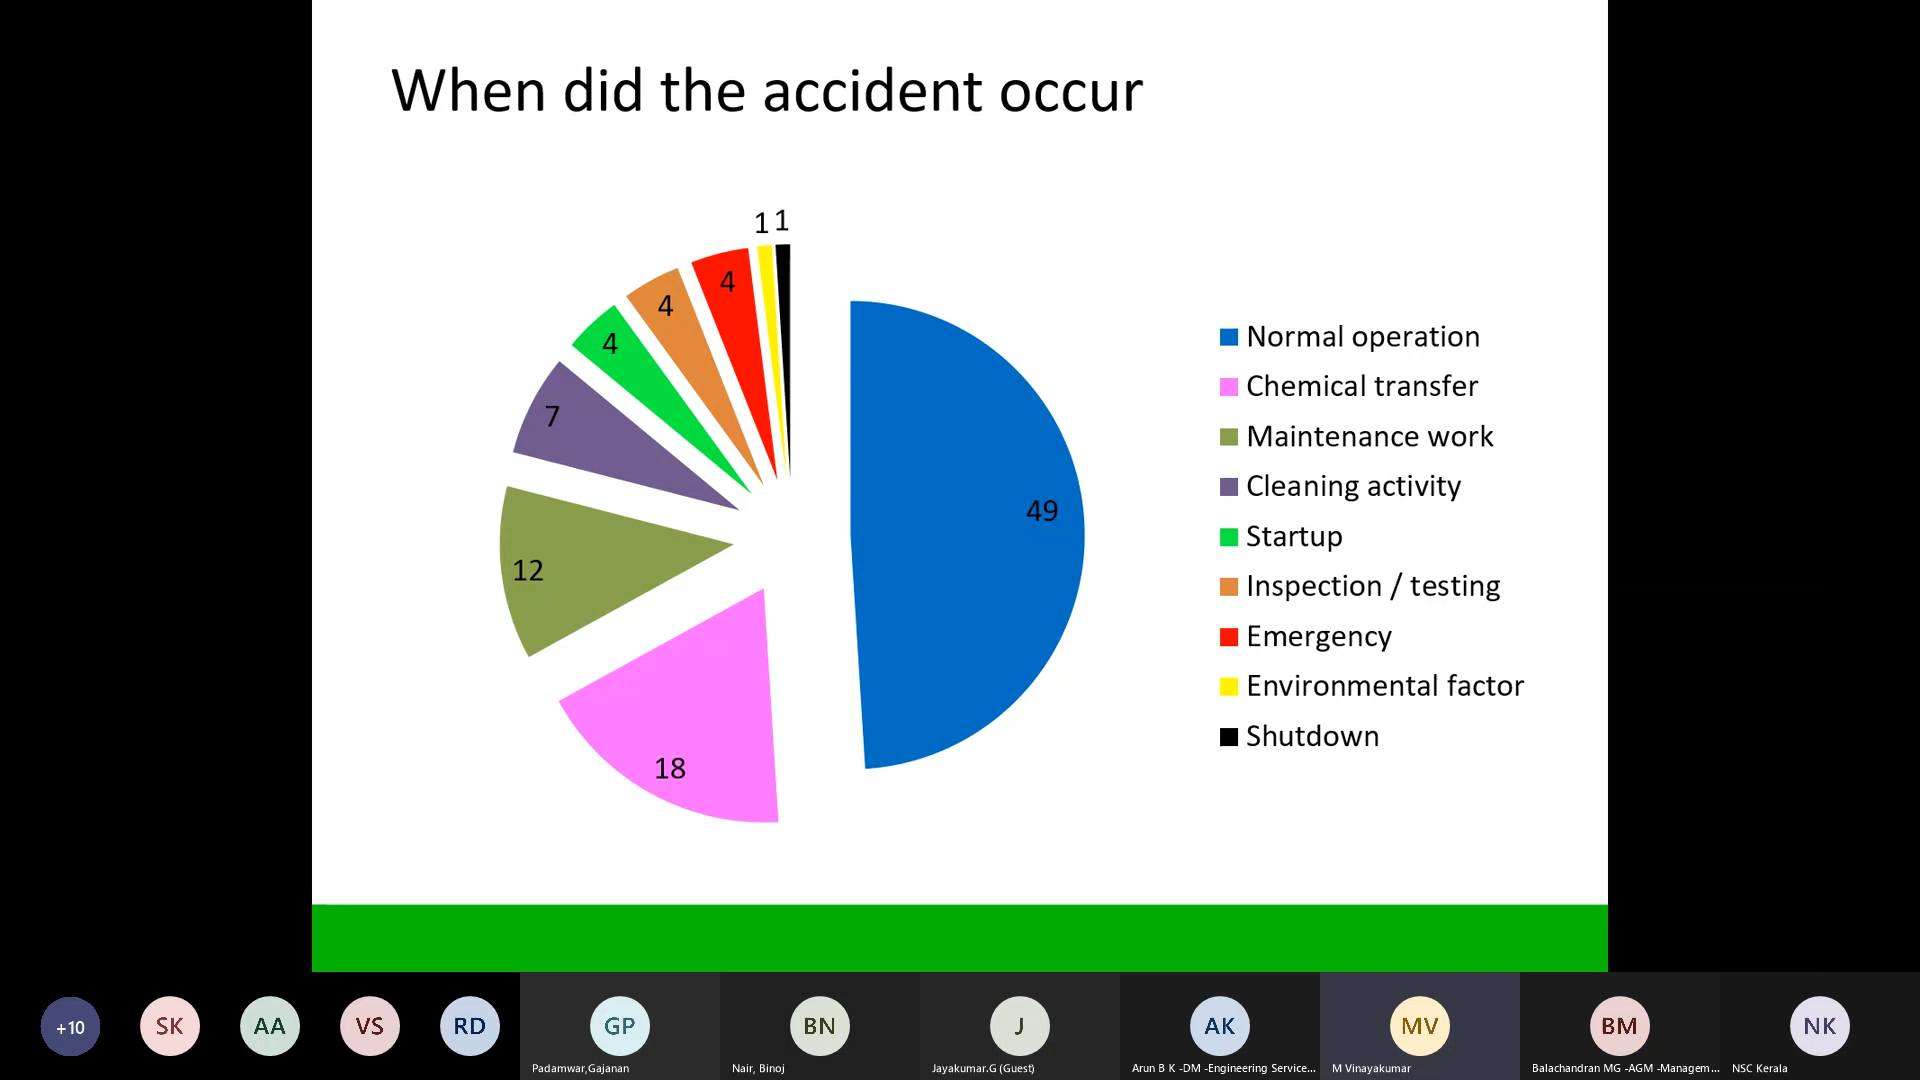 When did the accident occur
1 1
4
4
4
7
12
18
49
Normal operation
Chemical transfer
Maintenance work
Cleaning activity
Startup
Inspection / testing
Emergency
Environmental factor
Shutdown
+10
SK
AA
VS
RD
GP
BN
J
AK
MV
BM
NK
Padamwar,Gajanan
Nair, Binoj
Jayakumar.G (Guest)
Arun B K -DM -Engineering Service...
M Vinayakumar
Balachandran MG -AGM -Managem...
NSC Kerala